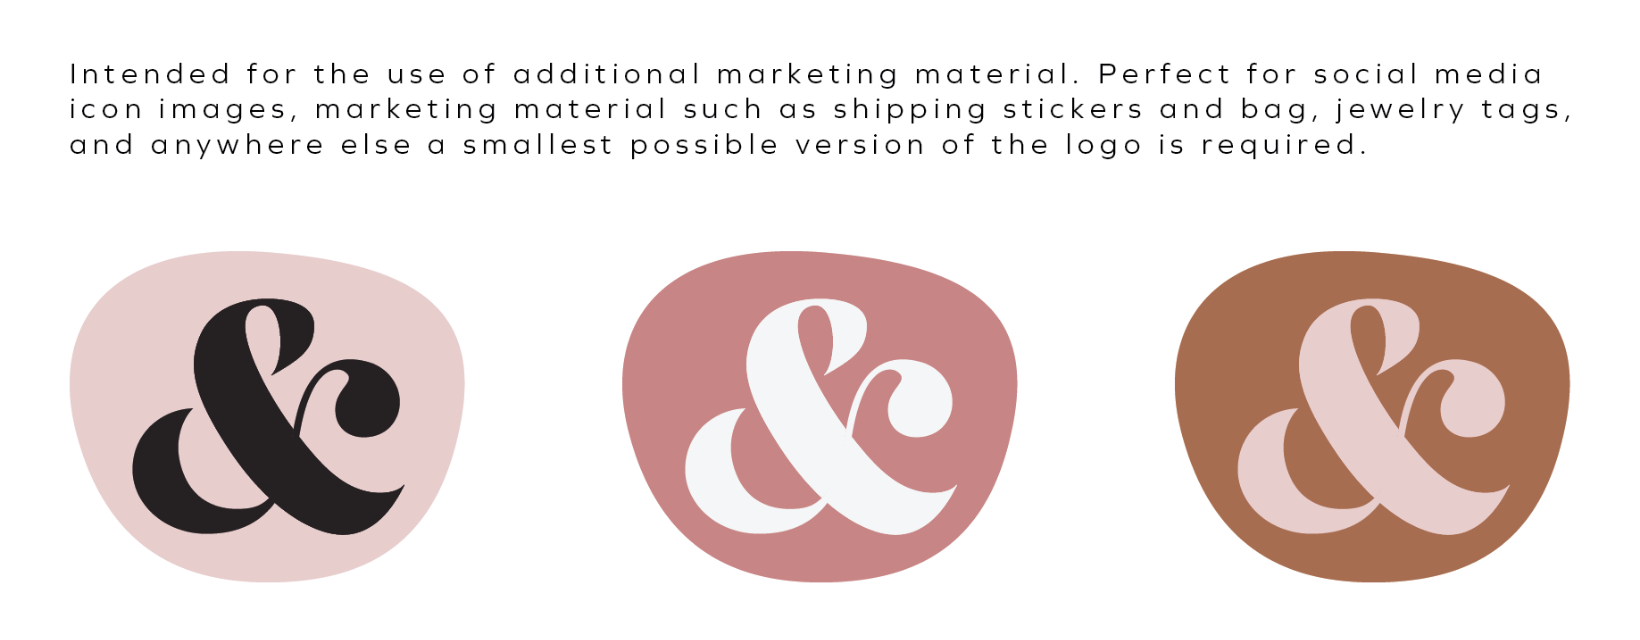 Intended for the use of additional marketing material. Perfect for social media
icon images, marketing material such as shipping stickers and bag, jewelry tags,
and anywhere else a smallest possible version of the logo is required.
& & &